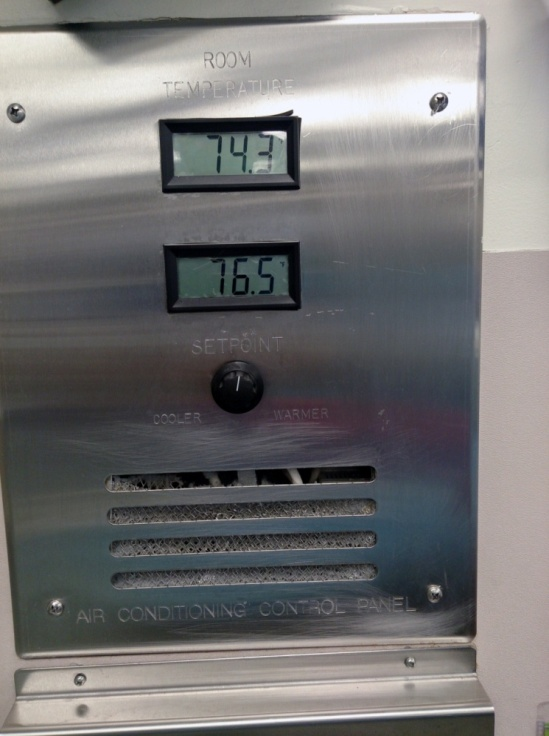 ROOM
TEMPERATURE
74.3
76.5
SETPOINT
COOLER WARMER
AIR CONDITIONING CONTROL PANEL